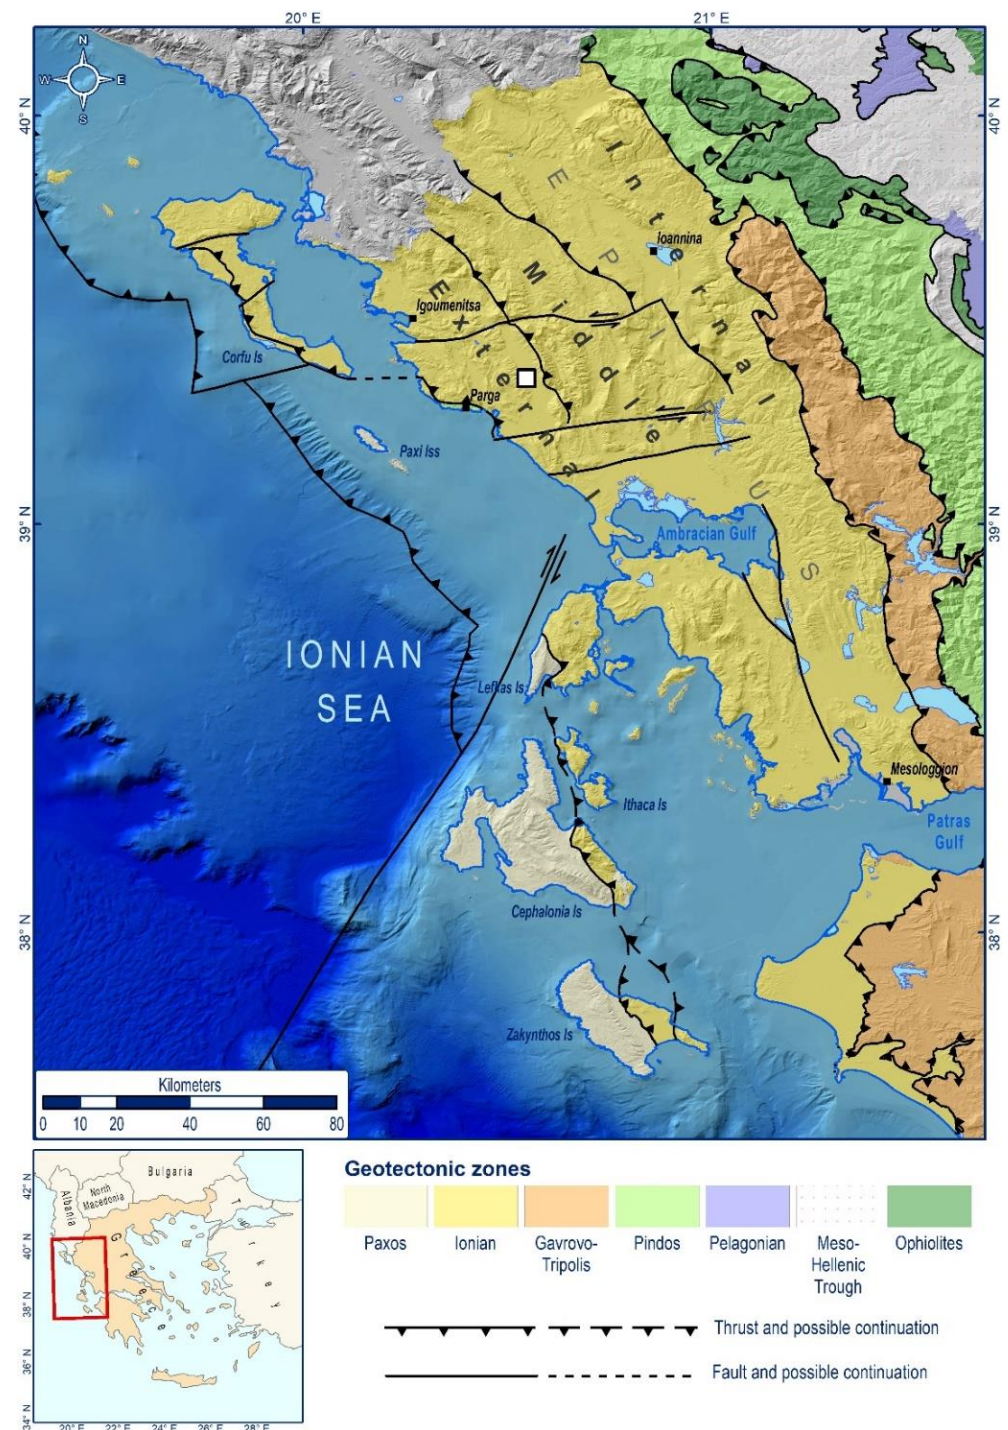 20° E
21° E
N
W
E
S
40° N
40° N
Internal
EPIRUS
Ioannina
Middle
External
Igoumenitsa
Corfu Is
Parga
Paxi Iss
39° N
39° N
Ambracian Gulf
IONIAN
SEA
Lefkas Is
Mesologgion
Ithaca Is
Patras
Gulf
Cephalonia Is
38° N
38° N
Zakynthos Is
Kilometers
0 10 20 40 60 80
Bulgaria
Albania
North
Macedonia
Greece
Turkey
42° N
40° N
38° N
36° N
34° N
20° E 22° E 24° E 26° E 28° E
Geotectonic zones
Paxos
Ionian
Gavrovo-
Tripolis
Pindos
Pelagonian
Meso-
Hellenic
Trough
Ophiolites
Thrust and possible continuation
Fault and possible continuation